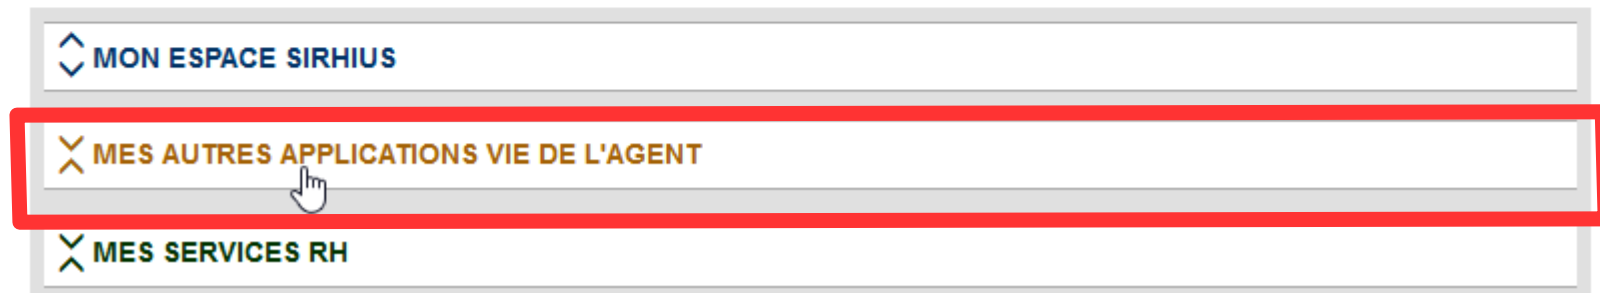 MON ESPACE SIRHIUS
MES AUTRES APPLICATIONS VIE DE L'AGENT
MES SERVICES RH